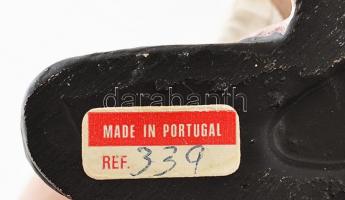 darabanth
MADE IN PORTUGAL
REF. 339